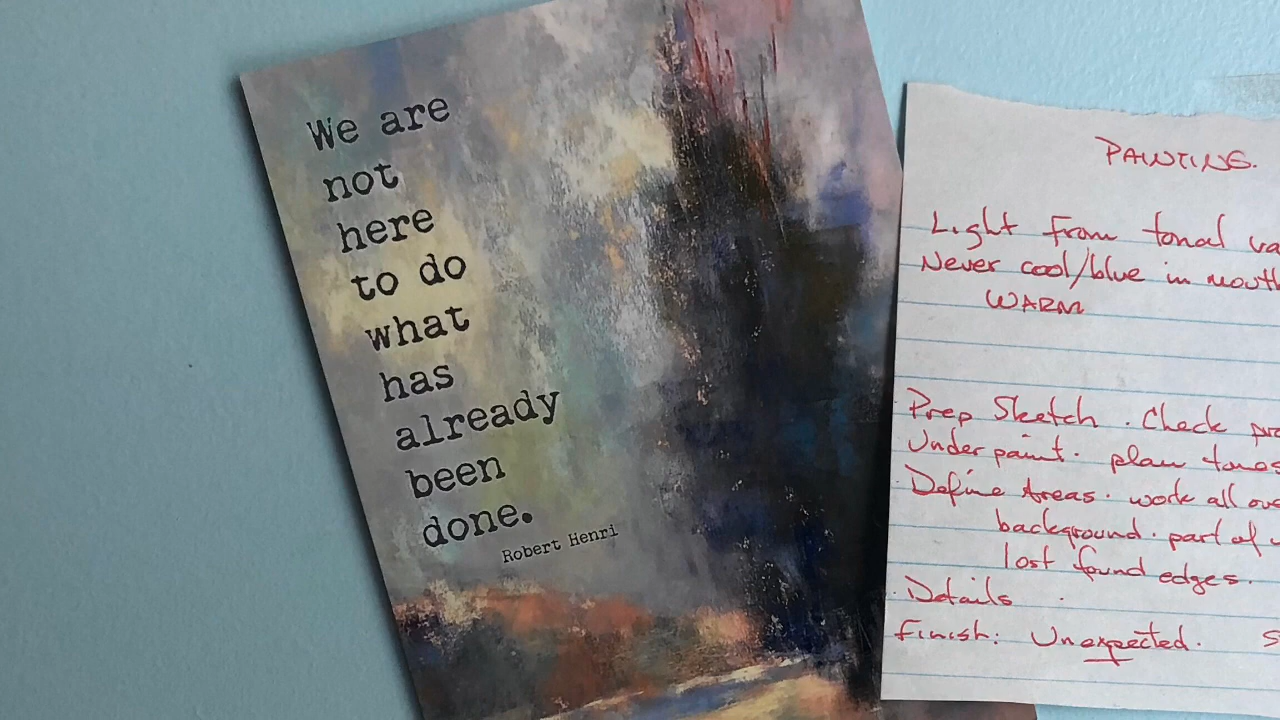 We are
not
here
to do
what
has
already
been
done.
Robert Henri
PAINTING.
Light from tonal
Never cool/blue in
WARM
Prep Sketch. Check
Underpaint. plan tones
Define Areas. work all
background. part of
lost found edges.
Details
Finish: Unexpected.